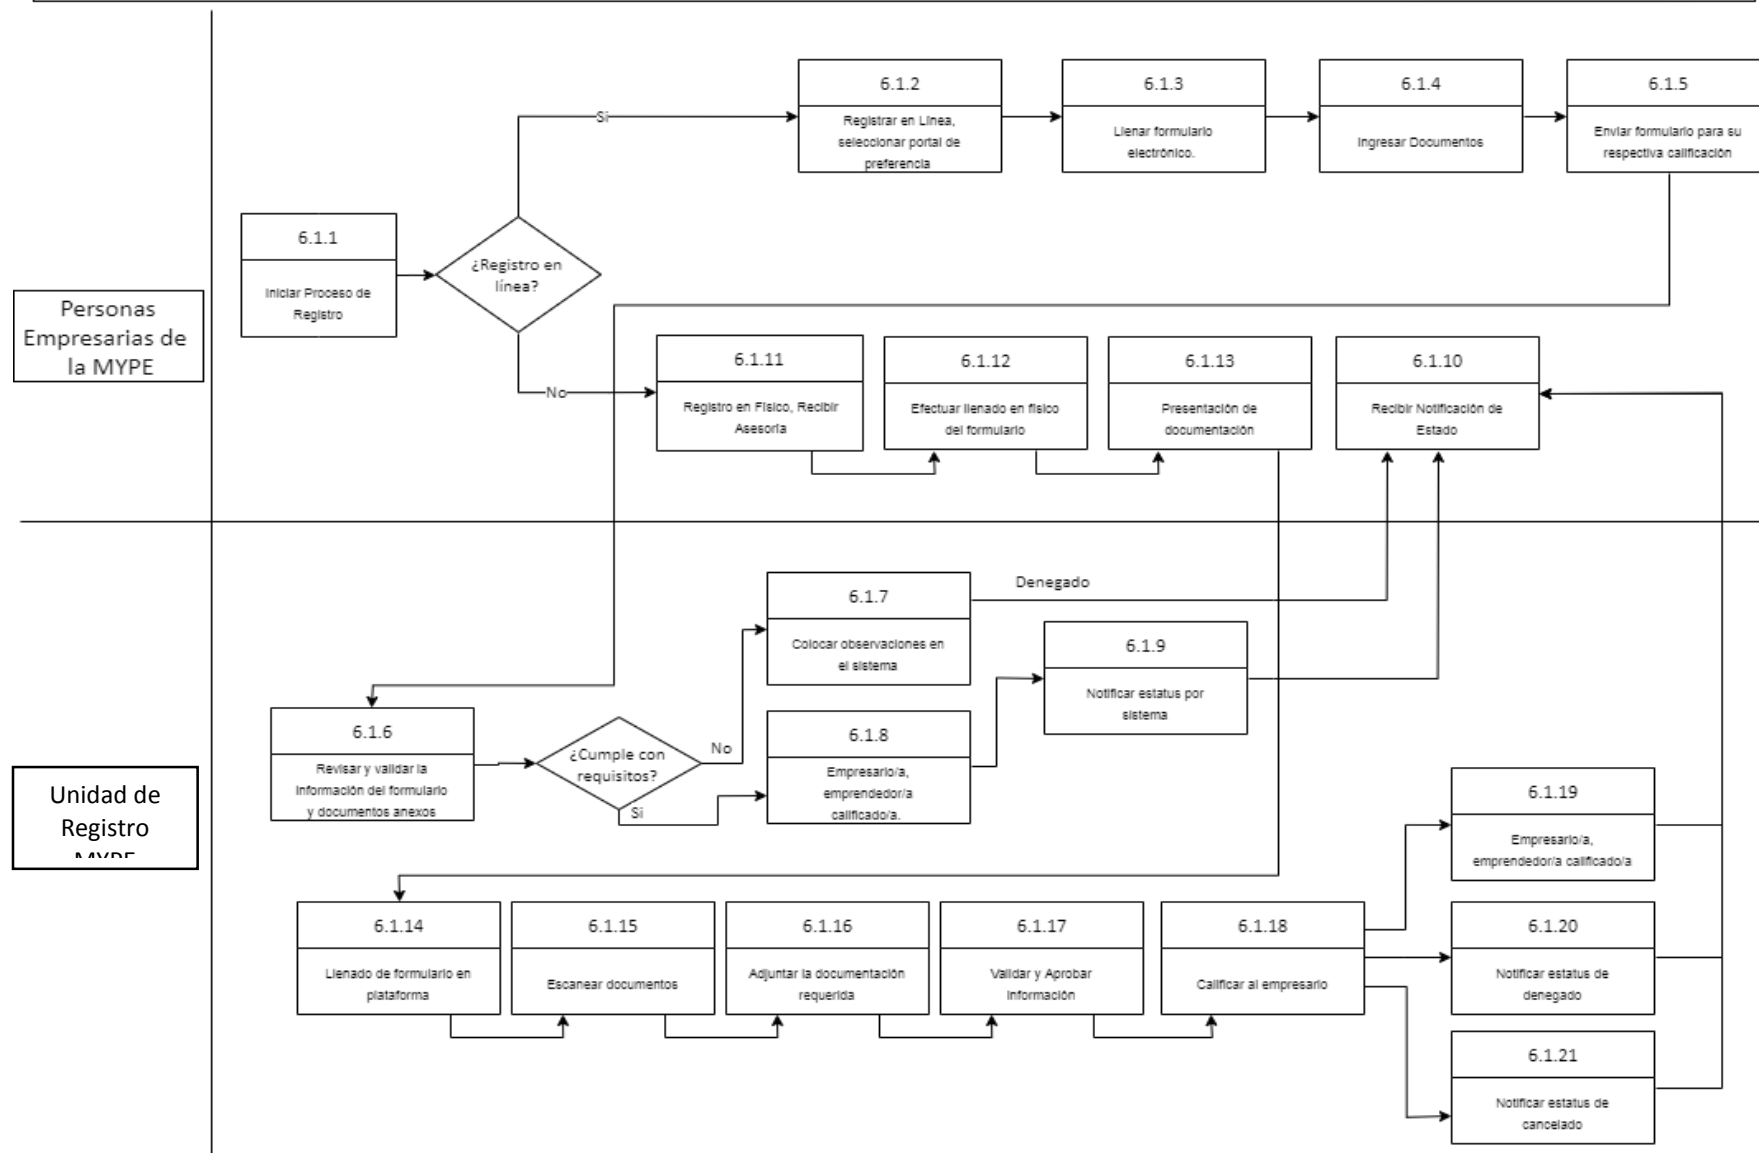 6.1.2
Registrar en Línea,
seleccionar portal de
preferencia
6.1.3
Llenar formulario
electrónico.
6.1.4
Ingresar Documentos
6.1.5
Enviar formulario para su
respectiva calificación
Si
6.1.1
Iniciar Proceso de
Registro
¿Registro en
línea?
Personas
Empresarias de
la MYPE
No
6.1.11
Registro en Físico, Recibir
Asesoría
6.1.12
Efectuar llenado en físico
del formulario
6.1.13
Presentación de
documentación
6.1.10
Recibir Notificación de
Estado
6.1.7
Colocar observaciones en
el sistema
Denegado
6.1.9
Notificar estatus por
sistema
6.1.6
Revisar y validar la
información del formulario
y documentos anexos
¿Cumple con
requisitos?
No
Si
6.1.8
Empresario/a,
emprendedor/a
calificado/a.
Unidad de
Registro
MYPE
6.1.19
Empresario/a,
emprendedor/a calificado/a
6.1.14
Llenado de formulario en
plataforma
6.1.15
Escanear documentos
6.1.16
Adjuntar la documentación
requerida
6.1.17
Validar y Aprobar
información
6.1.18
Calificar al empresario
6.1.20
Notificar estatus de
denegado
6.1.21
Notificar estatus de
cancelado